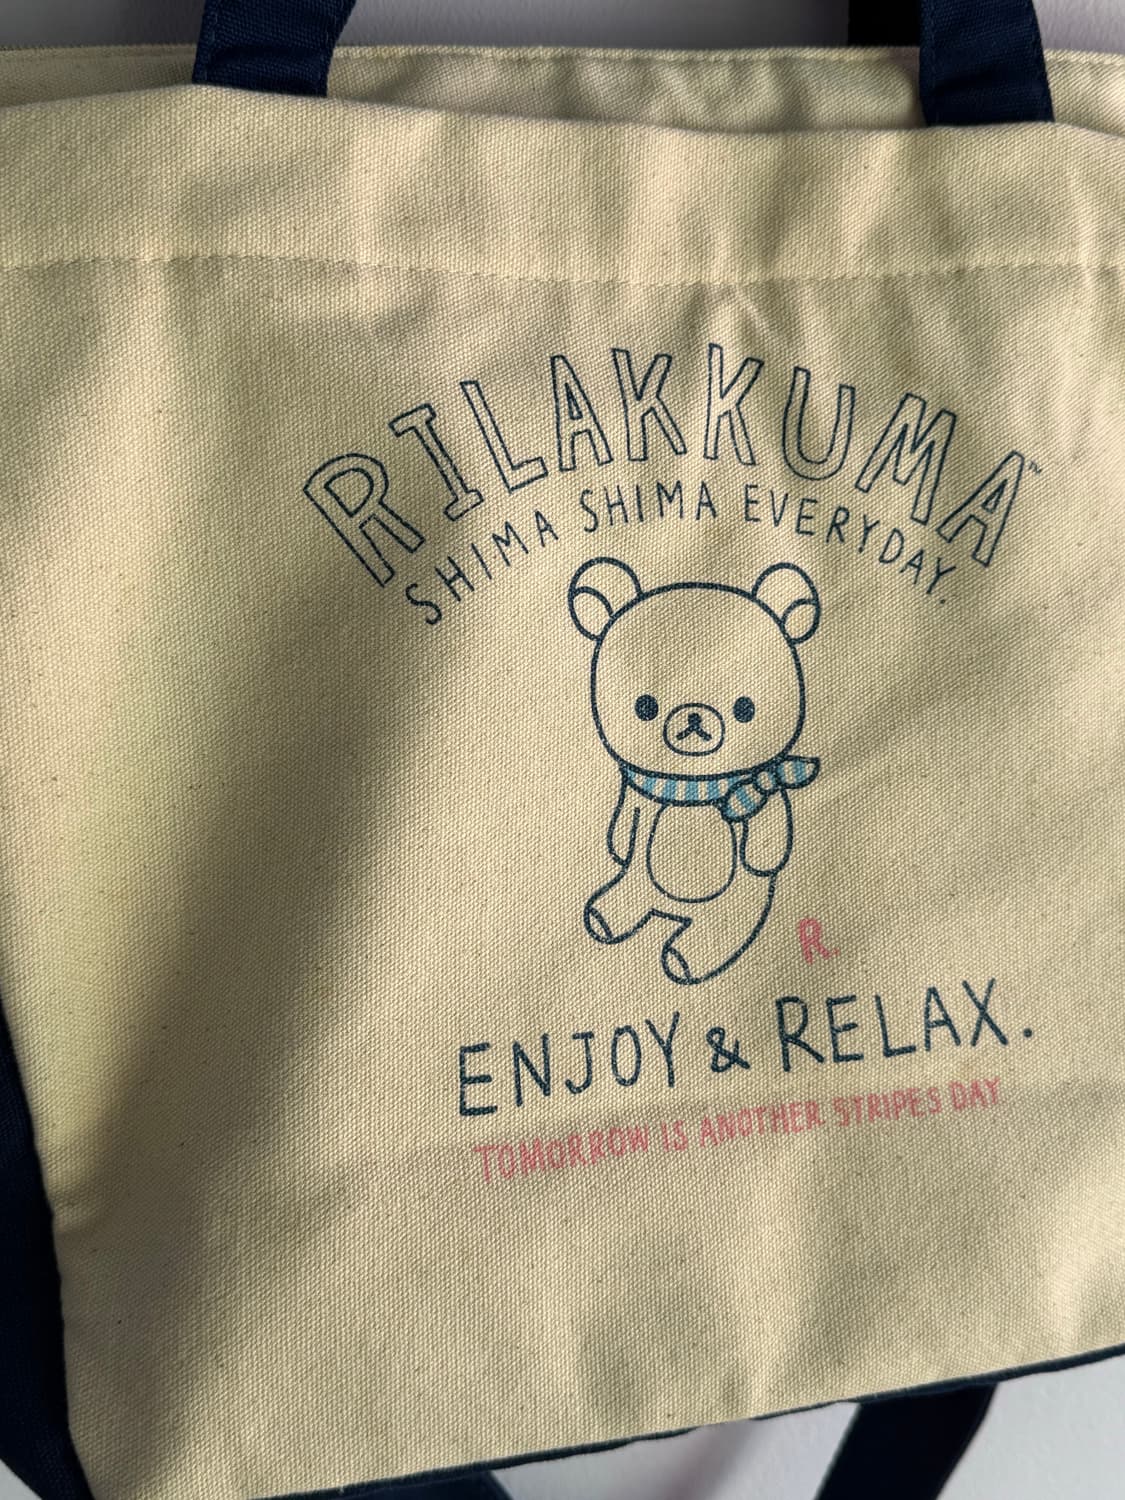 RILAKKUMA™
SHIMA SHIMA EVERYDAY.
R.
ENJOY & RELAX.
TOMORROW IS ANOTHER STRIPES DAY